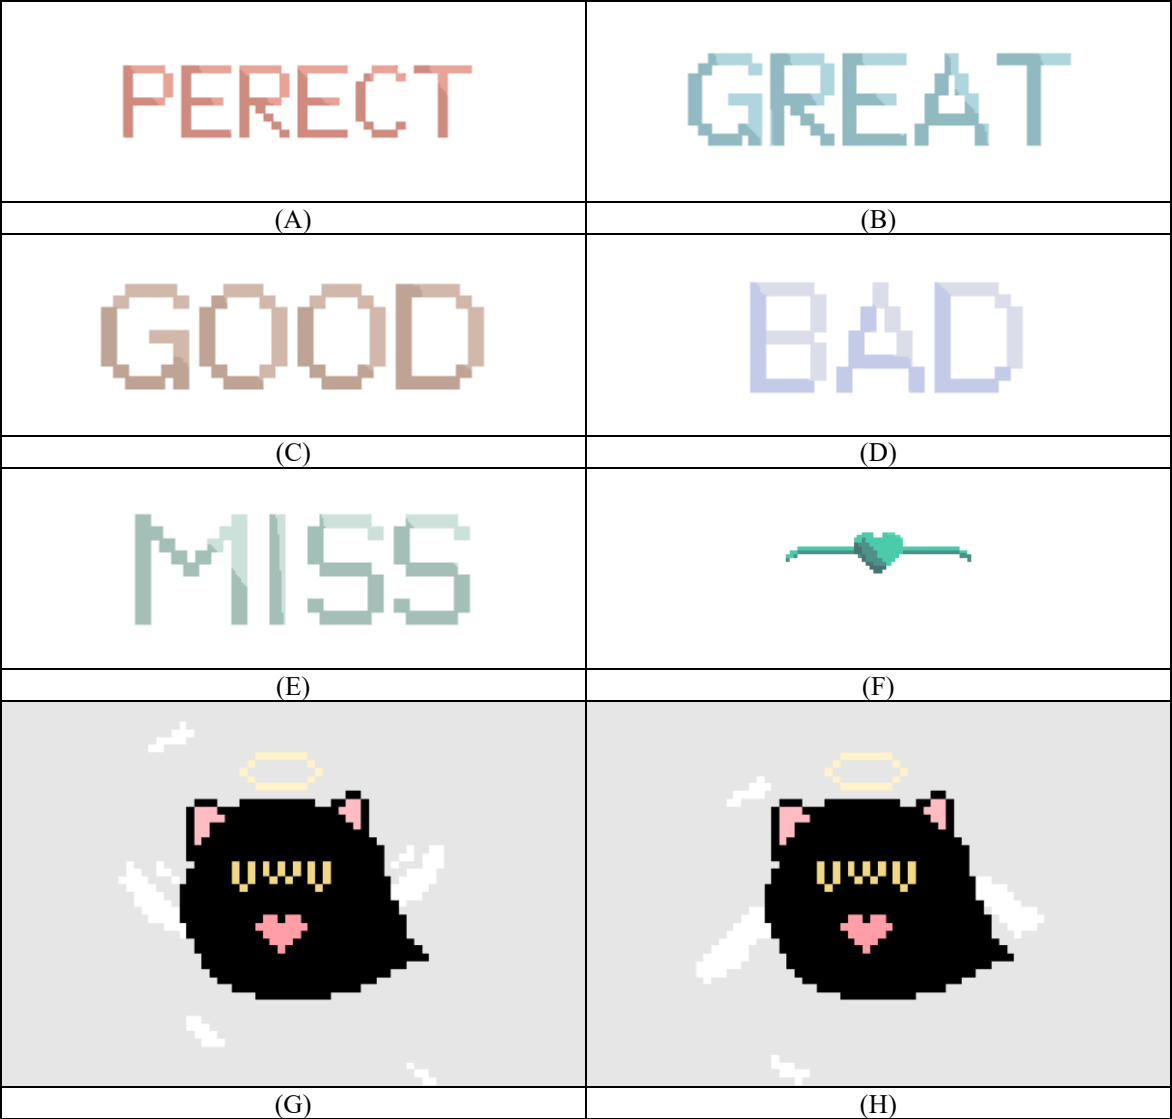 PERECT GREAT
(A) (B)
GOOD BAD
(C) (D)
MISS
(E) (F)
uwu uwu
(G) (H)